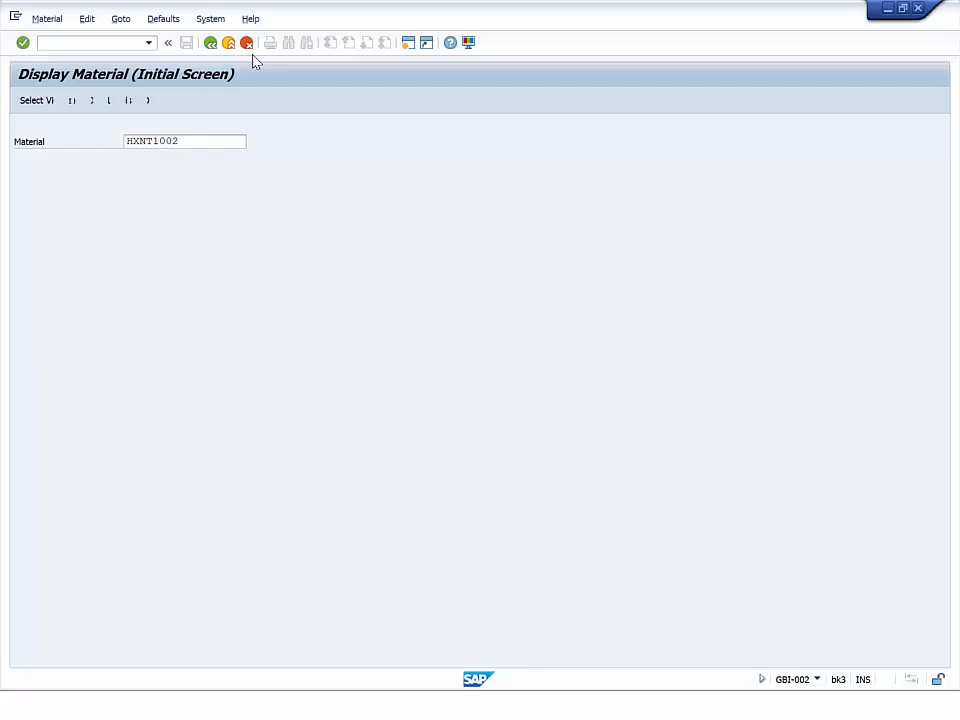 Material Edit Goto Defaults System Help
Display Material (Initial Screen)
Select Vi
Material HXNT1002
SAP GBI-002 bk3 INS